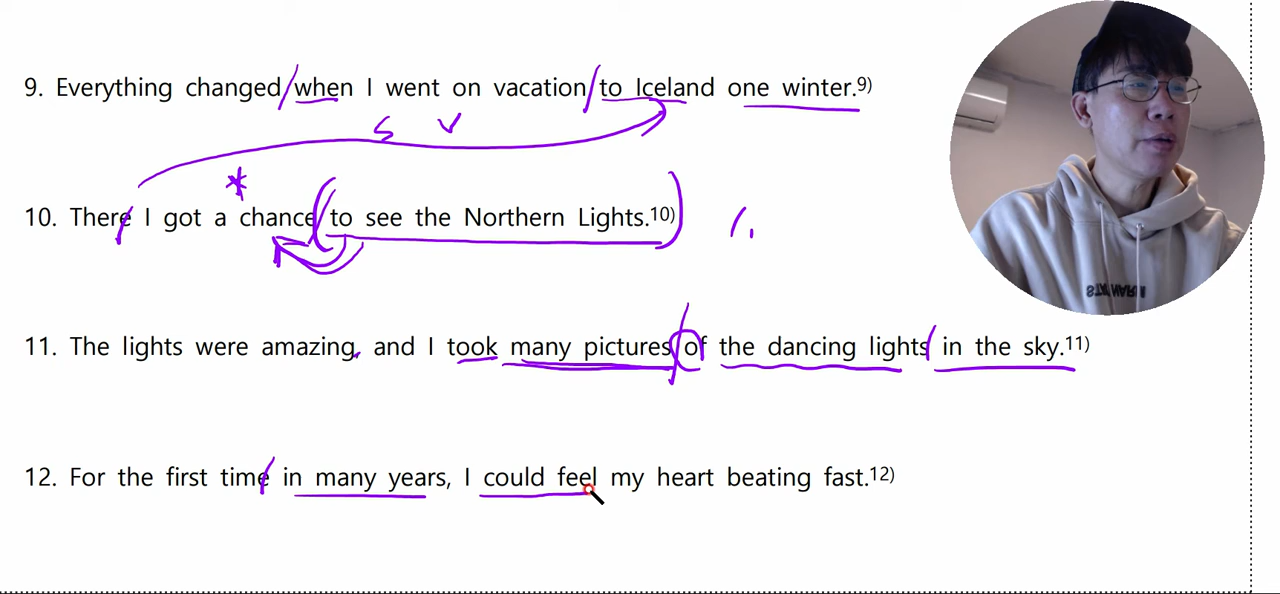 9. Everything changed when I went on vacation to Iceland one winter.9)
S V
10. There I got a chance to see the Northern Lights.10)
11. The lights were amazing, and I took many pictures of the dancing lights in the sky.11)
12. For the first time in many years, I could feel my heart beating fast.12)